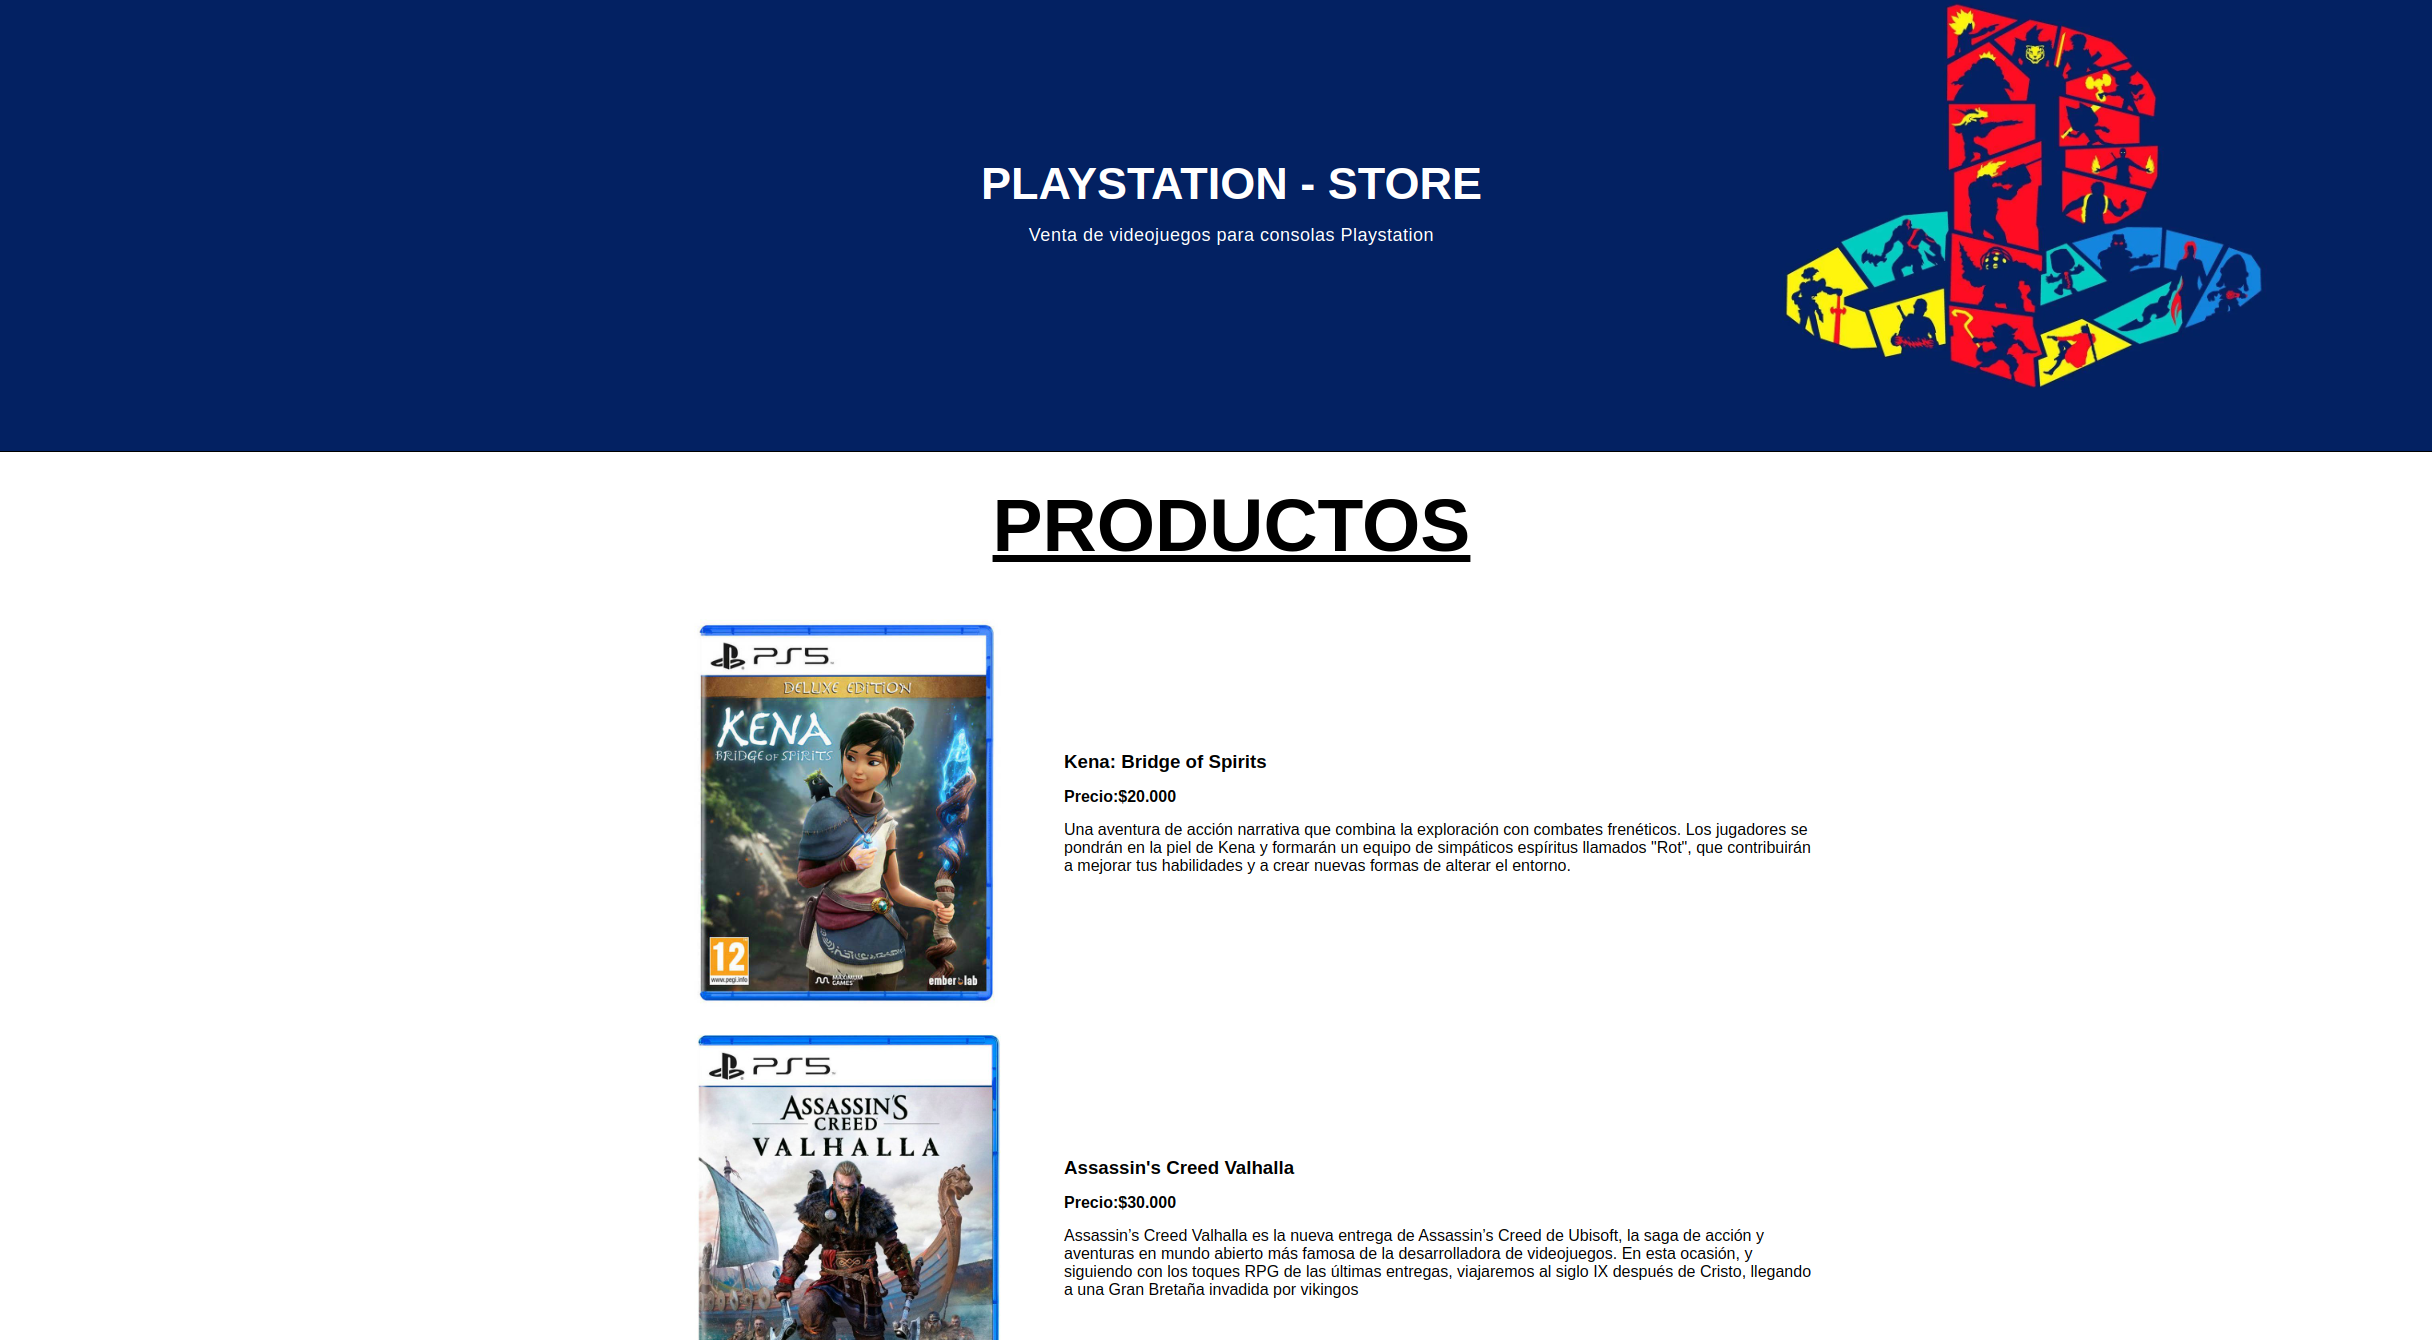 PLAYSTATION - STORE
Venta de videojuegos para consolas Playstation
PRODUCTOS
PS5
DELUXE EDITION
KENA
BRIDGE OF SPIRITS
12
www.pegi.info
MAXIMUM
GAMES
ember lab
Kena: Bridge of Spirits
Precio:$20.000
Una aventura de acción narrativa que combina la exploración con combates frenéticos. Los jugadores se
pondrán en la piel de Kena y formarán un equipo de simpáticos espíritus llamados "Rot", que contribuirán
a mejorar tus habilidades y a crear nuevas formas de alterar el entorno.
PS5
ASSASSIN'S
CREED
VALHALLA
Assassin's Creed Valhalla
Precio:$30.000
Assassin’s Creed Valhalla es la nueva entrega de Assassin’s Creed de Ubisoft, la saga de acción y
aventuras en mundo abierto más famosa de la desarrolladora de videojuegos. En esta ocasión, y
siguiendo con los toques RPG de las últimas entregas, viajaremos al siglo IX después de Cristo, llegando
a una Gran Bretaña invadida por vikingos